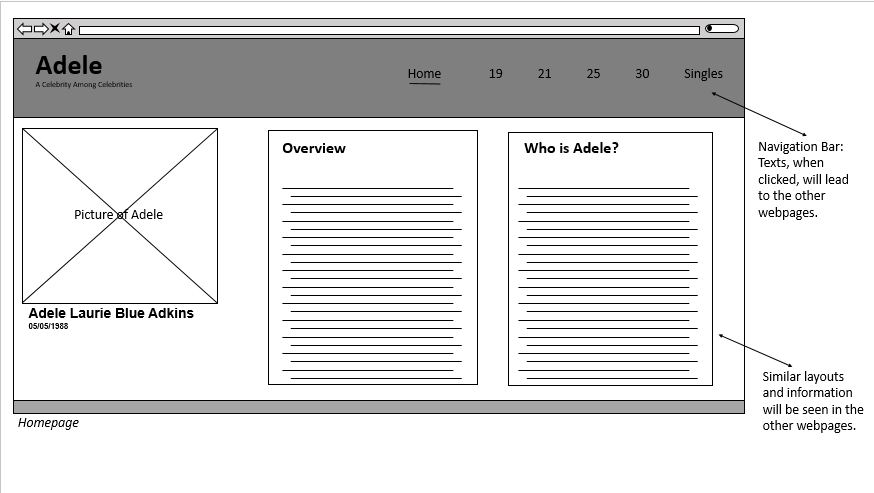 Adele
A Celebrity Among Celebrities
Home 19 21 25 30 Singles
Navigation Bar:
Texts, when
clicked, will lead
to the other
webpages.
Picture of Adele
Adele Laurie Blue Adkins
05/05/1988
Overview
Who is Adele?
Similar layouts
and information
will be seen in the
other webpages.
Homepage